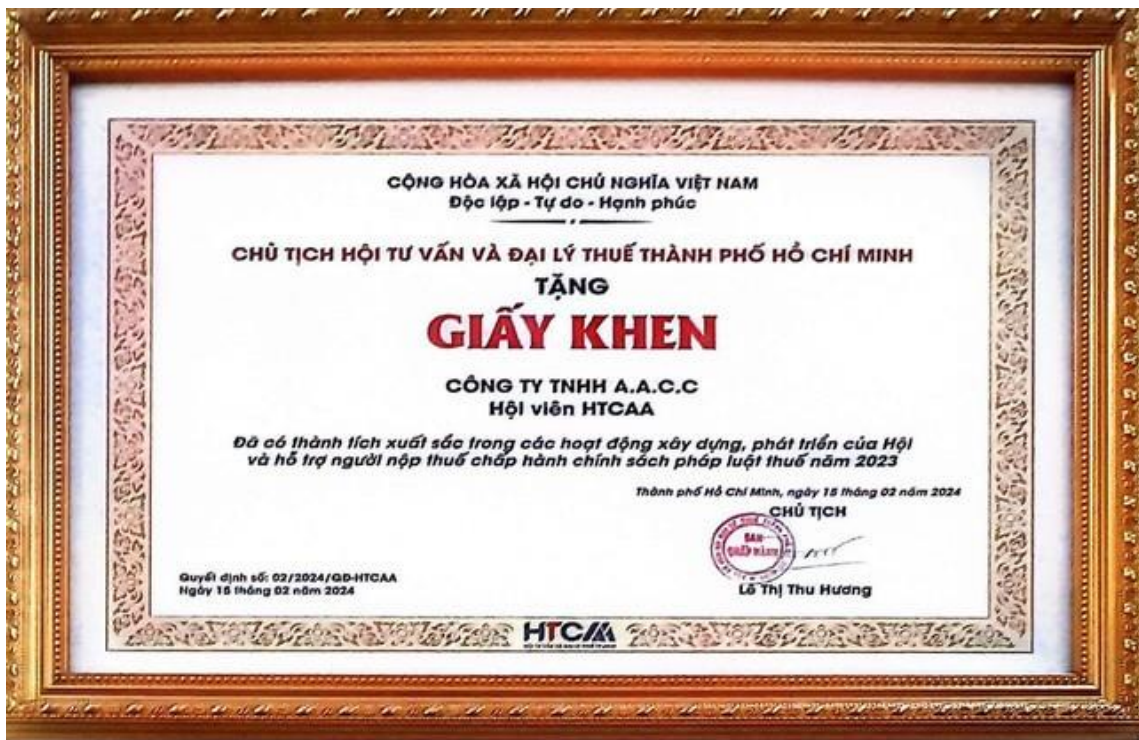 CỘNG HÒA XÃ HỘI CHỦ NGHĨA VIỆT NAM
Độc lập - Tự do - Hạnh phúc
CHỦ TỊCH HỘI TƯ VẤN VÀ ĐẠI LÝ THUẾ THÀNH PHỐ HỒ CHÍ MINH
TẶNG
GIẤY KHEN
CÔNG TY TNHH A.A.C.C
Hội viên HTCAA
Đã có thành tích xuất sắc trong các hoạt động xây dựng, phát triển của Hội
và hỗ trợ người nộp thuế chấp hành chính sách pháp luật thuế năm 2023
Thành phố Hồ Chí Minh, ngày 15 tháng 02 năm 2024
CHỦ TỊCH
BAN
CHẤP HÀNH
Lê Thị Thu Hương
Quyết định số: 02/2024/QĐ-HTCAA
Ngày 15 tháng 02 năm 2024
HTCAA